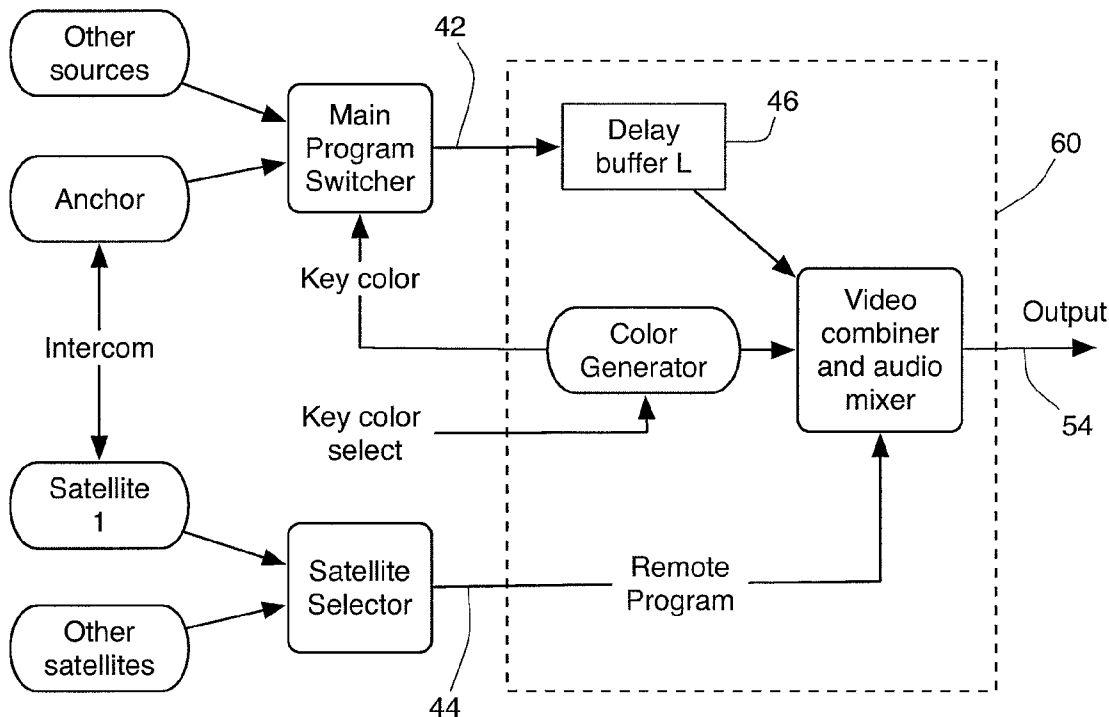 Other
sources
42
Main
Program
Switcher
Delay
buffer L
46
60
Anchor
Key color
Intercom
Color
Generator
Video
combiner
and audio
mixer
Output
54
Key color
select
Satellite
1
Satellite
Selector
Remote
Program
Other
satellites
44